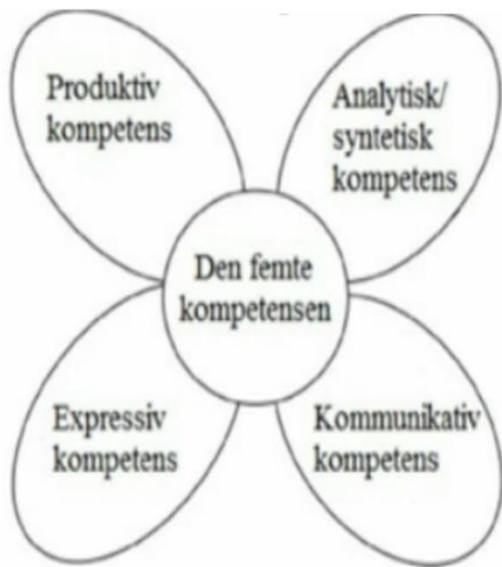 Produktiv
kompetens
Analytisk/
syntetisk
kompetens
Den femte
kompetensen
Expressiv
kompetens
Kommunikativ
kompetens